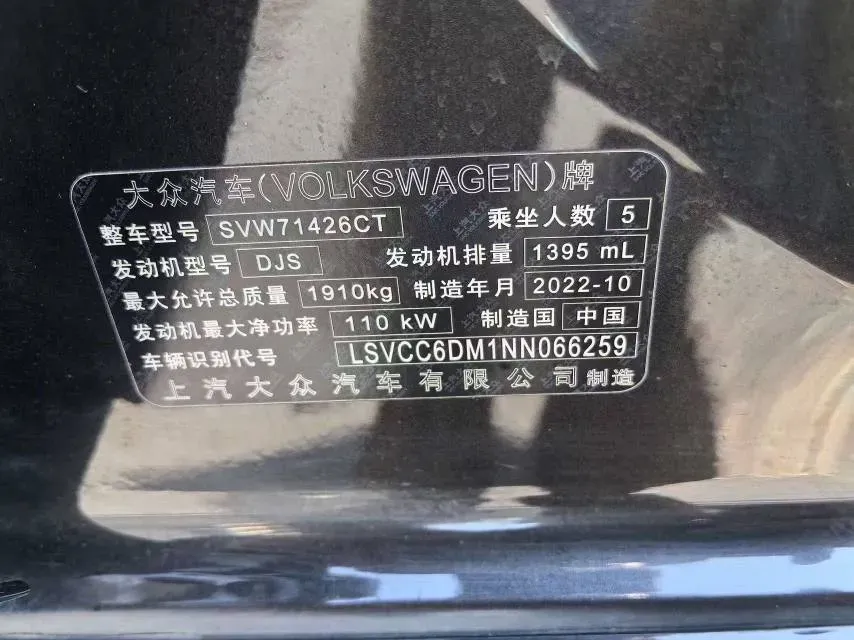 大众汽车(VOLKSWAGEN)牌
整车型号 SVW71426CT 乘坐人数 5
发动机型号 DJS 发动机排量 1395 mL
最大允许总质量 1910kg 制造年月 2022-10
发动机最大净功率 110 kW 制造国 中国
车辆识别代号 LSVCC6DM1NN066259
上汽大众汽车有限公司制造